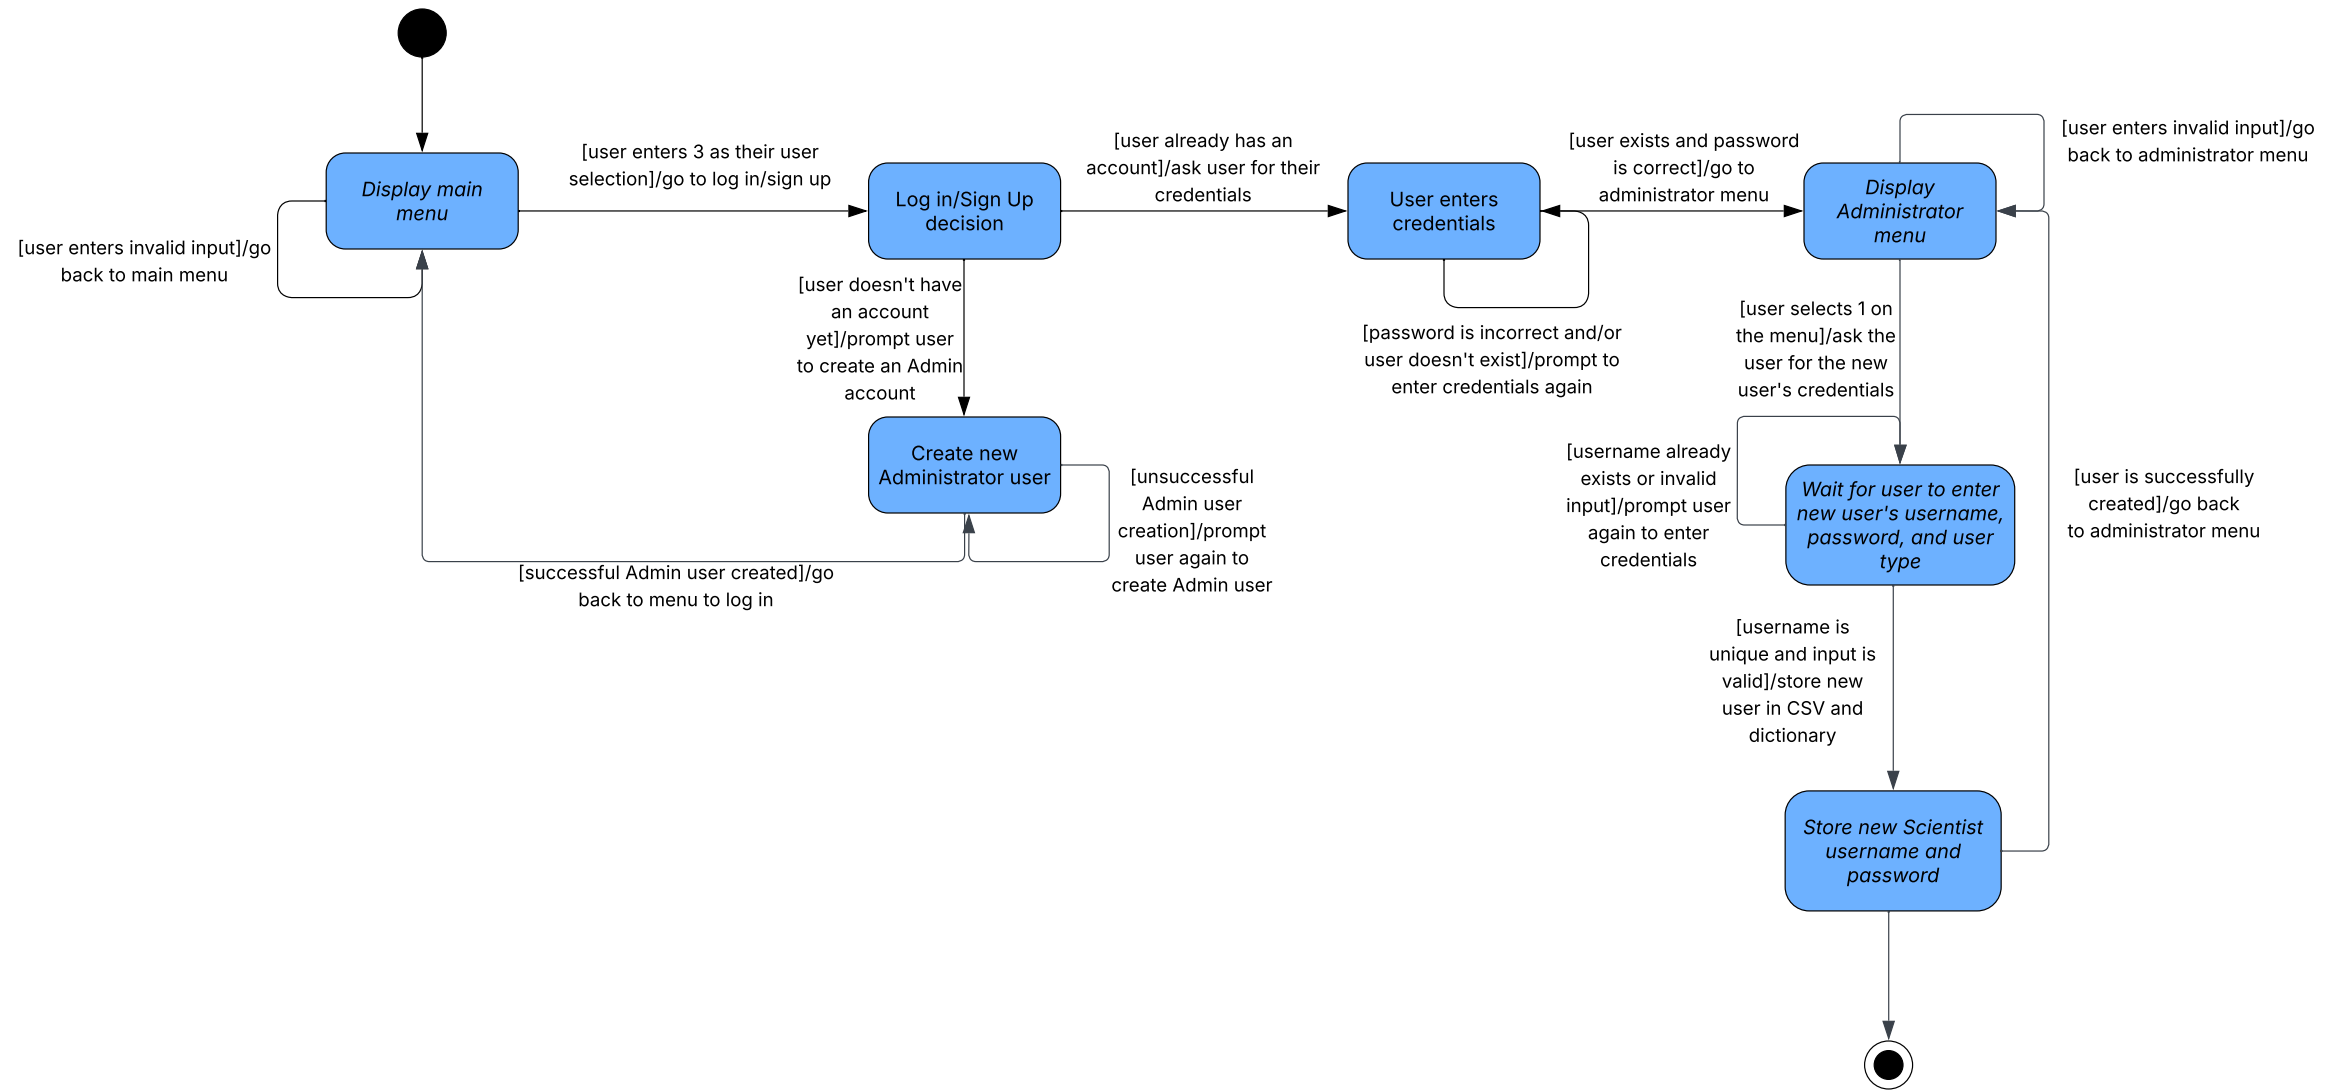 [user enters 3 as their user
selection]/go to log in/sign up
[user already has an
account]/ask user for their
credentials
[user exists and password
is correct]/go to
administrator menu
[user enters invalid input]/go
back to administrator menu
Display main
menu
Log in/Sign Up
decision
User enters
credentials
Display
Administrator
menu
[user enters invalid input]/go
back to main menu
[user doesn't have
an account
yet]/prompt user
to create an Admin
account
[password is incorrect and/or
user doesn't exist]/prompt to
enter credentials again
[user selects 1 on
the menu]/ask the
user for the new
user's credentials
Create new
Administrator user
[unsuccessful
Admin user
creation]/prompt
user again to
create Admin user
[username already
exists or invalid
input]/prompt user
again to enter
credentials
Wait for user to enter
new user's username,
password, and user
type
[user is successfully
created]/go back
to administrator menu
[successful Admin user created]/go
back to menu to log in
[username is
unique and input is
valid]/store new
user in CSV and
dictionary
Store new Scientist
username and
password